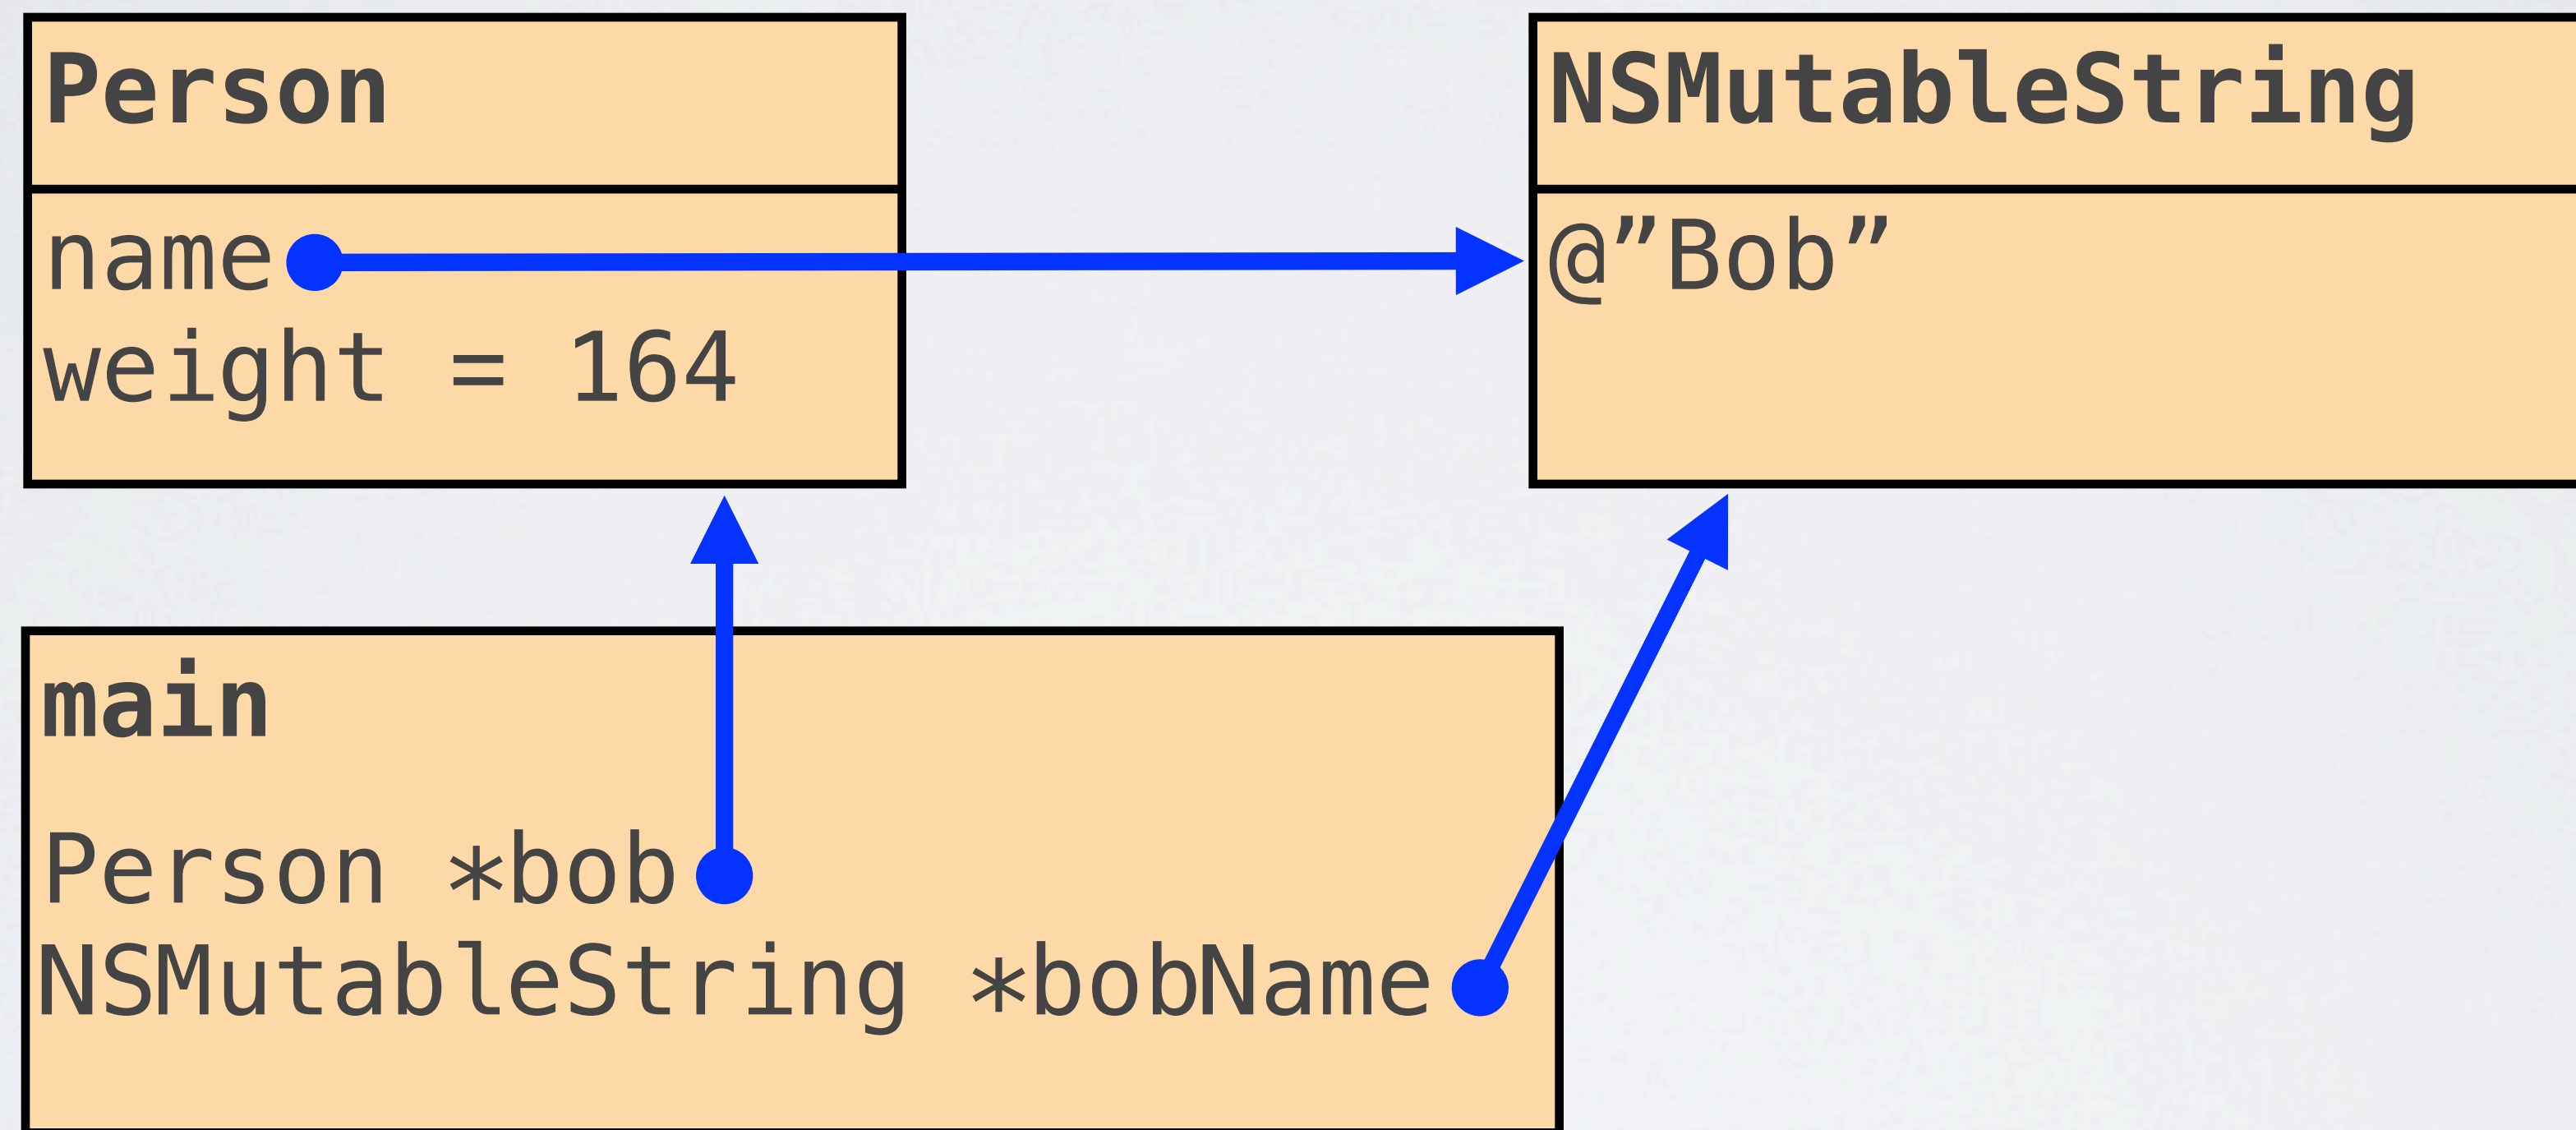 Person
name
weight = 164
NSMutableString
@”Bob”
main
Person *bob
NSMutableString *bobName